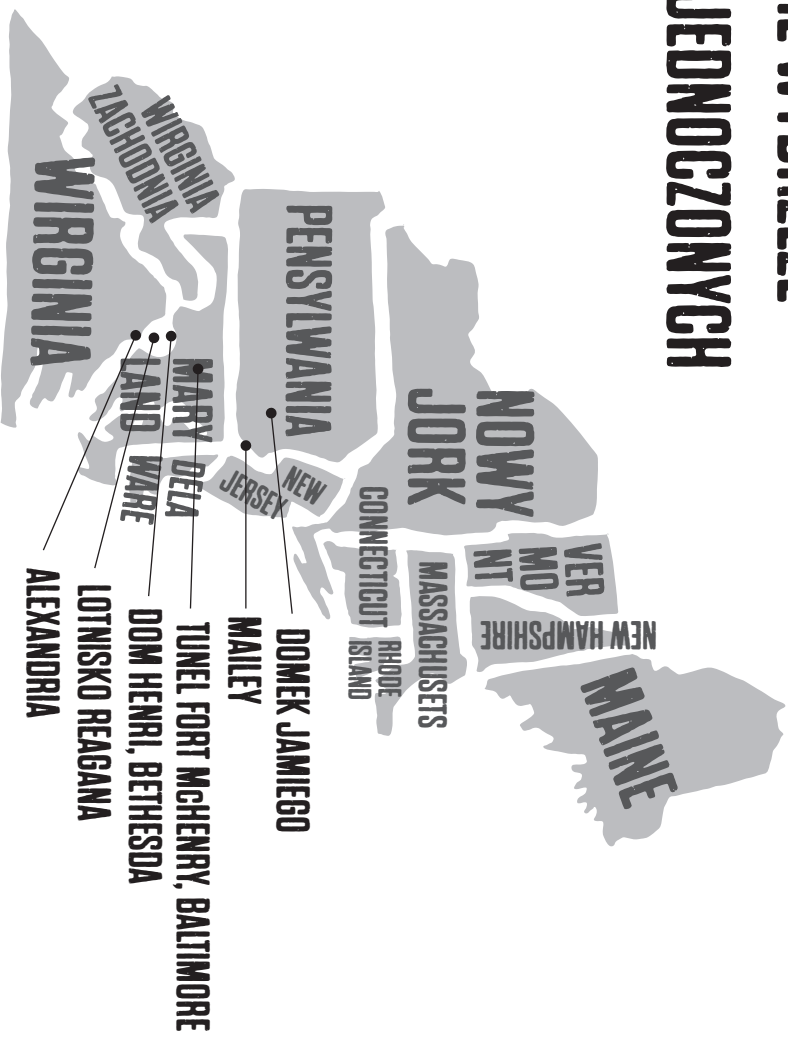 JEDNOCZONYCH
MAINE
VER
MO
NT
NEW HAMPSHIRE
NOWY
JORK
MASSACHUSETS
CONNECTICUT
RHODE
ISLAND
PENSYLWANIA
NEW
JERSEY
DOMEK JAMIEGO
MAILEY
WIRGINIA
ZACHODNIA
MARY
LAND
DELA
WARE
TUNEL FORT McHENRY, BALTIMORE
DOM HENRI, BETHESDA
LOTNISKO REAGANA
WIRGINIA
ALEXANDRIA